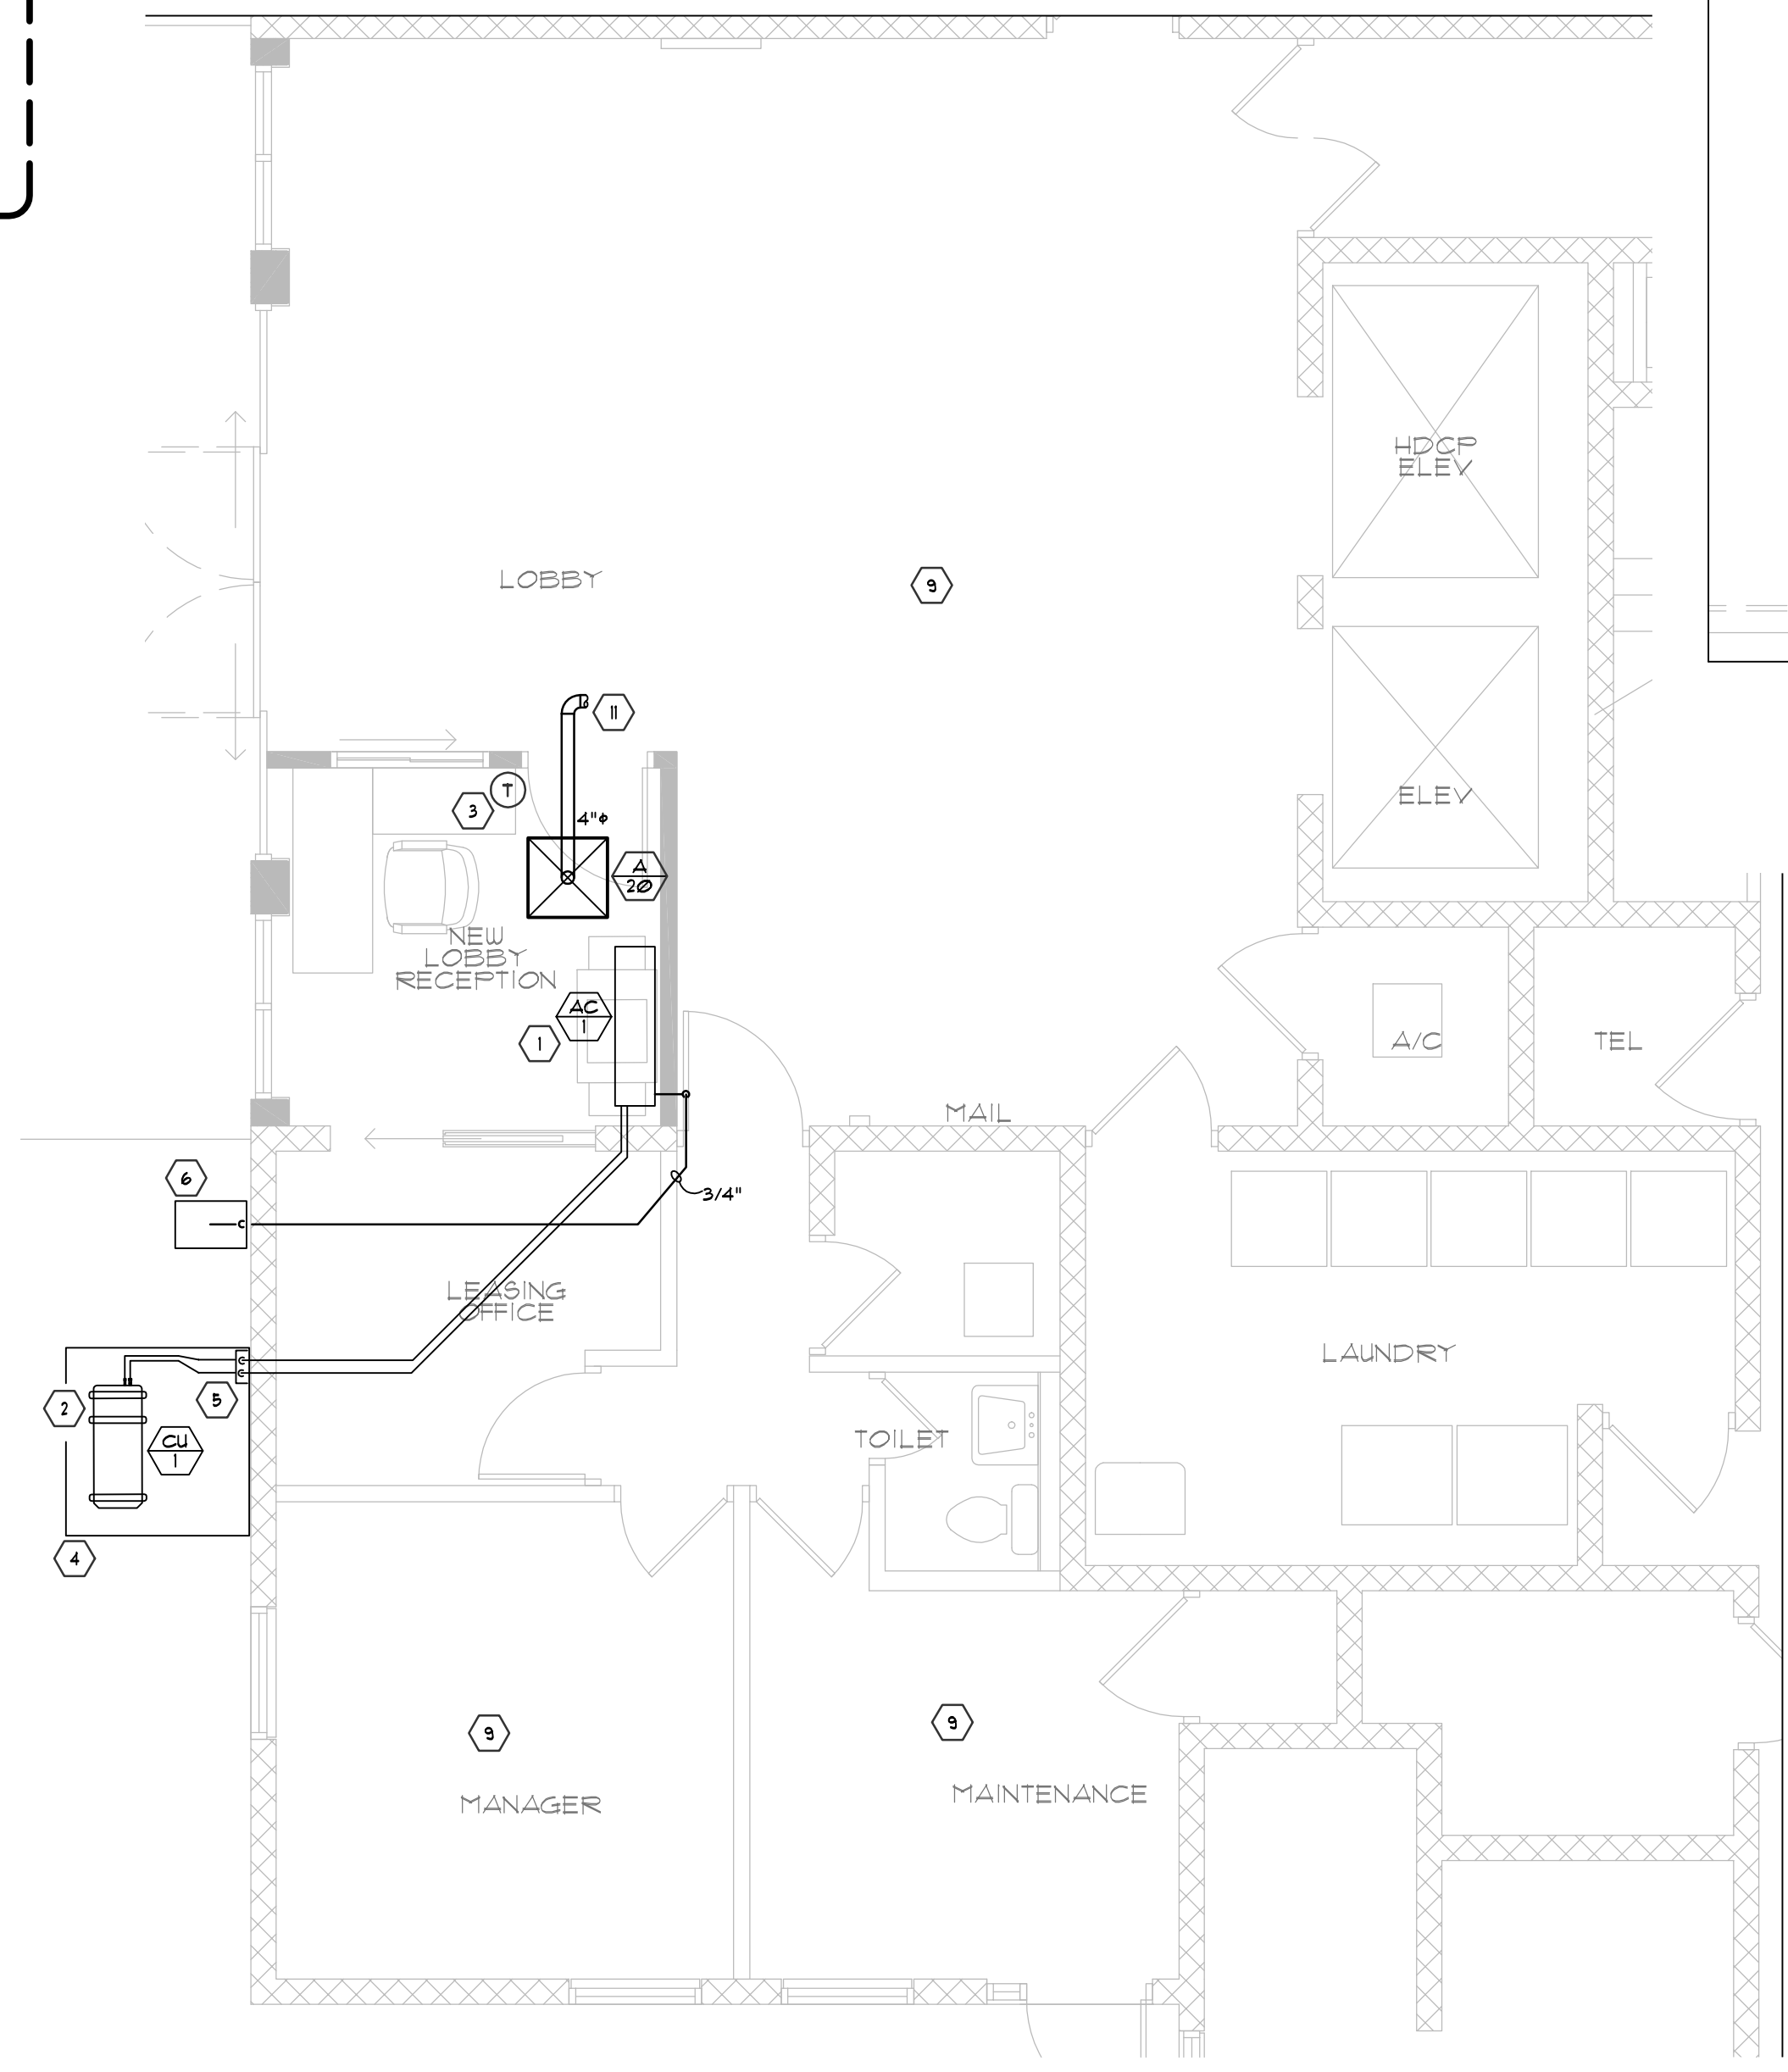 HDCP
ELEV
LOBBY
9
11
T
3
4"φ
ELEV
A
20
NEW
LOBBY
RECEPTION
AC
1
1
A/C
TEL
MAIL
6
3/4"
LEASING
OFFICE
LAUNDRY
2
5
CU
1
TOILET
4
9
9
MAINTENANCE
MANAGER